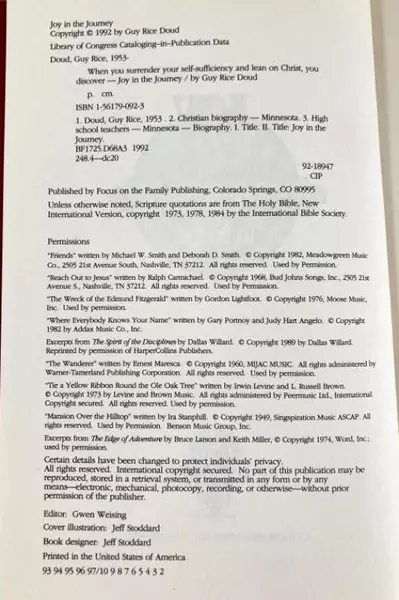 Joy in the Journey
Copyright © 1992 by Guy Rice Doud
Library of Congress Cataloging-in-Publication Data
Doud, Guy Rice, 1953-
When you surrender your self-sufficiency and lean on Christ, you
discover — Joy in the Journey / by Guy Rice Doud
p. cm.
ISBN 1-56179-092-3
1. Doud, Guy Rice, 1953 . 2. Christian biography — Minnesota. 3. High
school teachers — Minnesota — Biography. I. Title. II. Title: Joy in the
Journey.
BF1725.D68A3 1992
248.4—dc20
92-18947
CIP
Published by Focus on the Family Publishing, Colorado Springs, CO 80995
Unless otherwise noted, Scripture quotations are from The Holy Bible, New
International Version, copyright 1973, 1978, 1984 by the International Bible Society.
Permissions
"Friends" written by Michael W. Smith and Deborah D. Smith. © Copyright 1982, Meadowgreen Music
Co., 2505 21st Avenue South, Nashville, TN 37212. All rights reserved. Used by Permission.
"Reach Out to Jesus" written by Ralph Carmichael. © Copyright 1968, Bud Johns Songs, Inc., 2505 21st
Avenue S., Nashville, TN 37212. All rights reserved. Used by Permission.
"The Wreck of the Edmund Fitzgerald" written by Gordon Lightfoot. © Copyright 1976, Moose Music,
Inc. Used by permission.
"Where Everybody Knows Your Name" written by Gary Portnoy and Judy Hart Angelo. © Copyright
1982 by Addax Music Co., Inc.
Excerpts from The Spirit of the Disciplines by Dallas Willard. © Copyright 1989 by Dallas Willard.
Reprinted by permission of HarperCollins Publishers.
"The Wanderer" written by Ernest Maresca. © Copyright 1960, MIJAC MUSIC. All rights administered by
Warner-Tamerlang Publishing Corporation. All rights reserved. Used by permission.
"Tie a Yellow Ribbon Round the Ole Oak Tree" written by Irwin Levine and L. Russell Brown.
© Copyright 1973 by Levine and Brown Music. All rights administered by Peermusic Ltd., International
Copyright secured. All rights reserved. Used by permission.
"Mansion Over the Hilltop" written by Ira Stanphill. © Copyright 1949, Singspiration Music ASCAP. All
rights reserved. Used by Permission. Benson Music Group, Inc.
Excerpts from The Edge of Adventure by Bruce Larson and Keith Miller, © Copyright 1974, Word, Inc.;
used by permission.
Certain details have been changed to protect individuals' privacy.
All rights reserved. International copyright secured. No part of this publication may be
reproduced, stored in a retrieval system, or transmitted in any form or by any
means—electronic, mechanical, photocopy, recording, or otherwise—without prior
permission of the publisher.
Editor: Gwen Weising
Cover illustration: Jeff Stoddard
Book designer: Jeff Stoddard
Printed in the United States of America
93 94 95 96 97/10 9 8 7 6 5 4 3 2